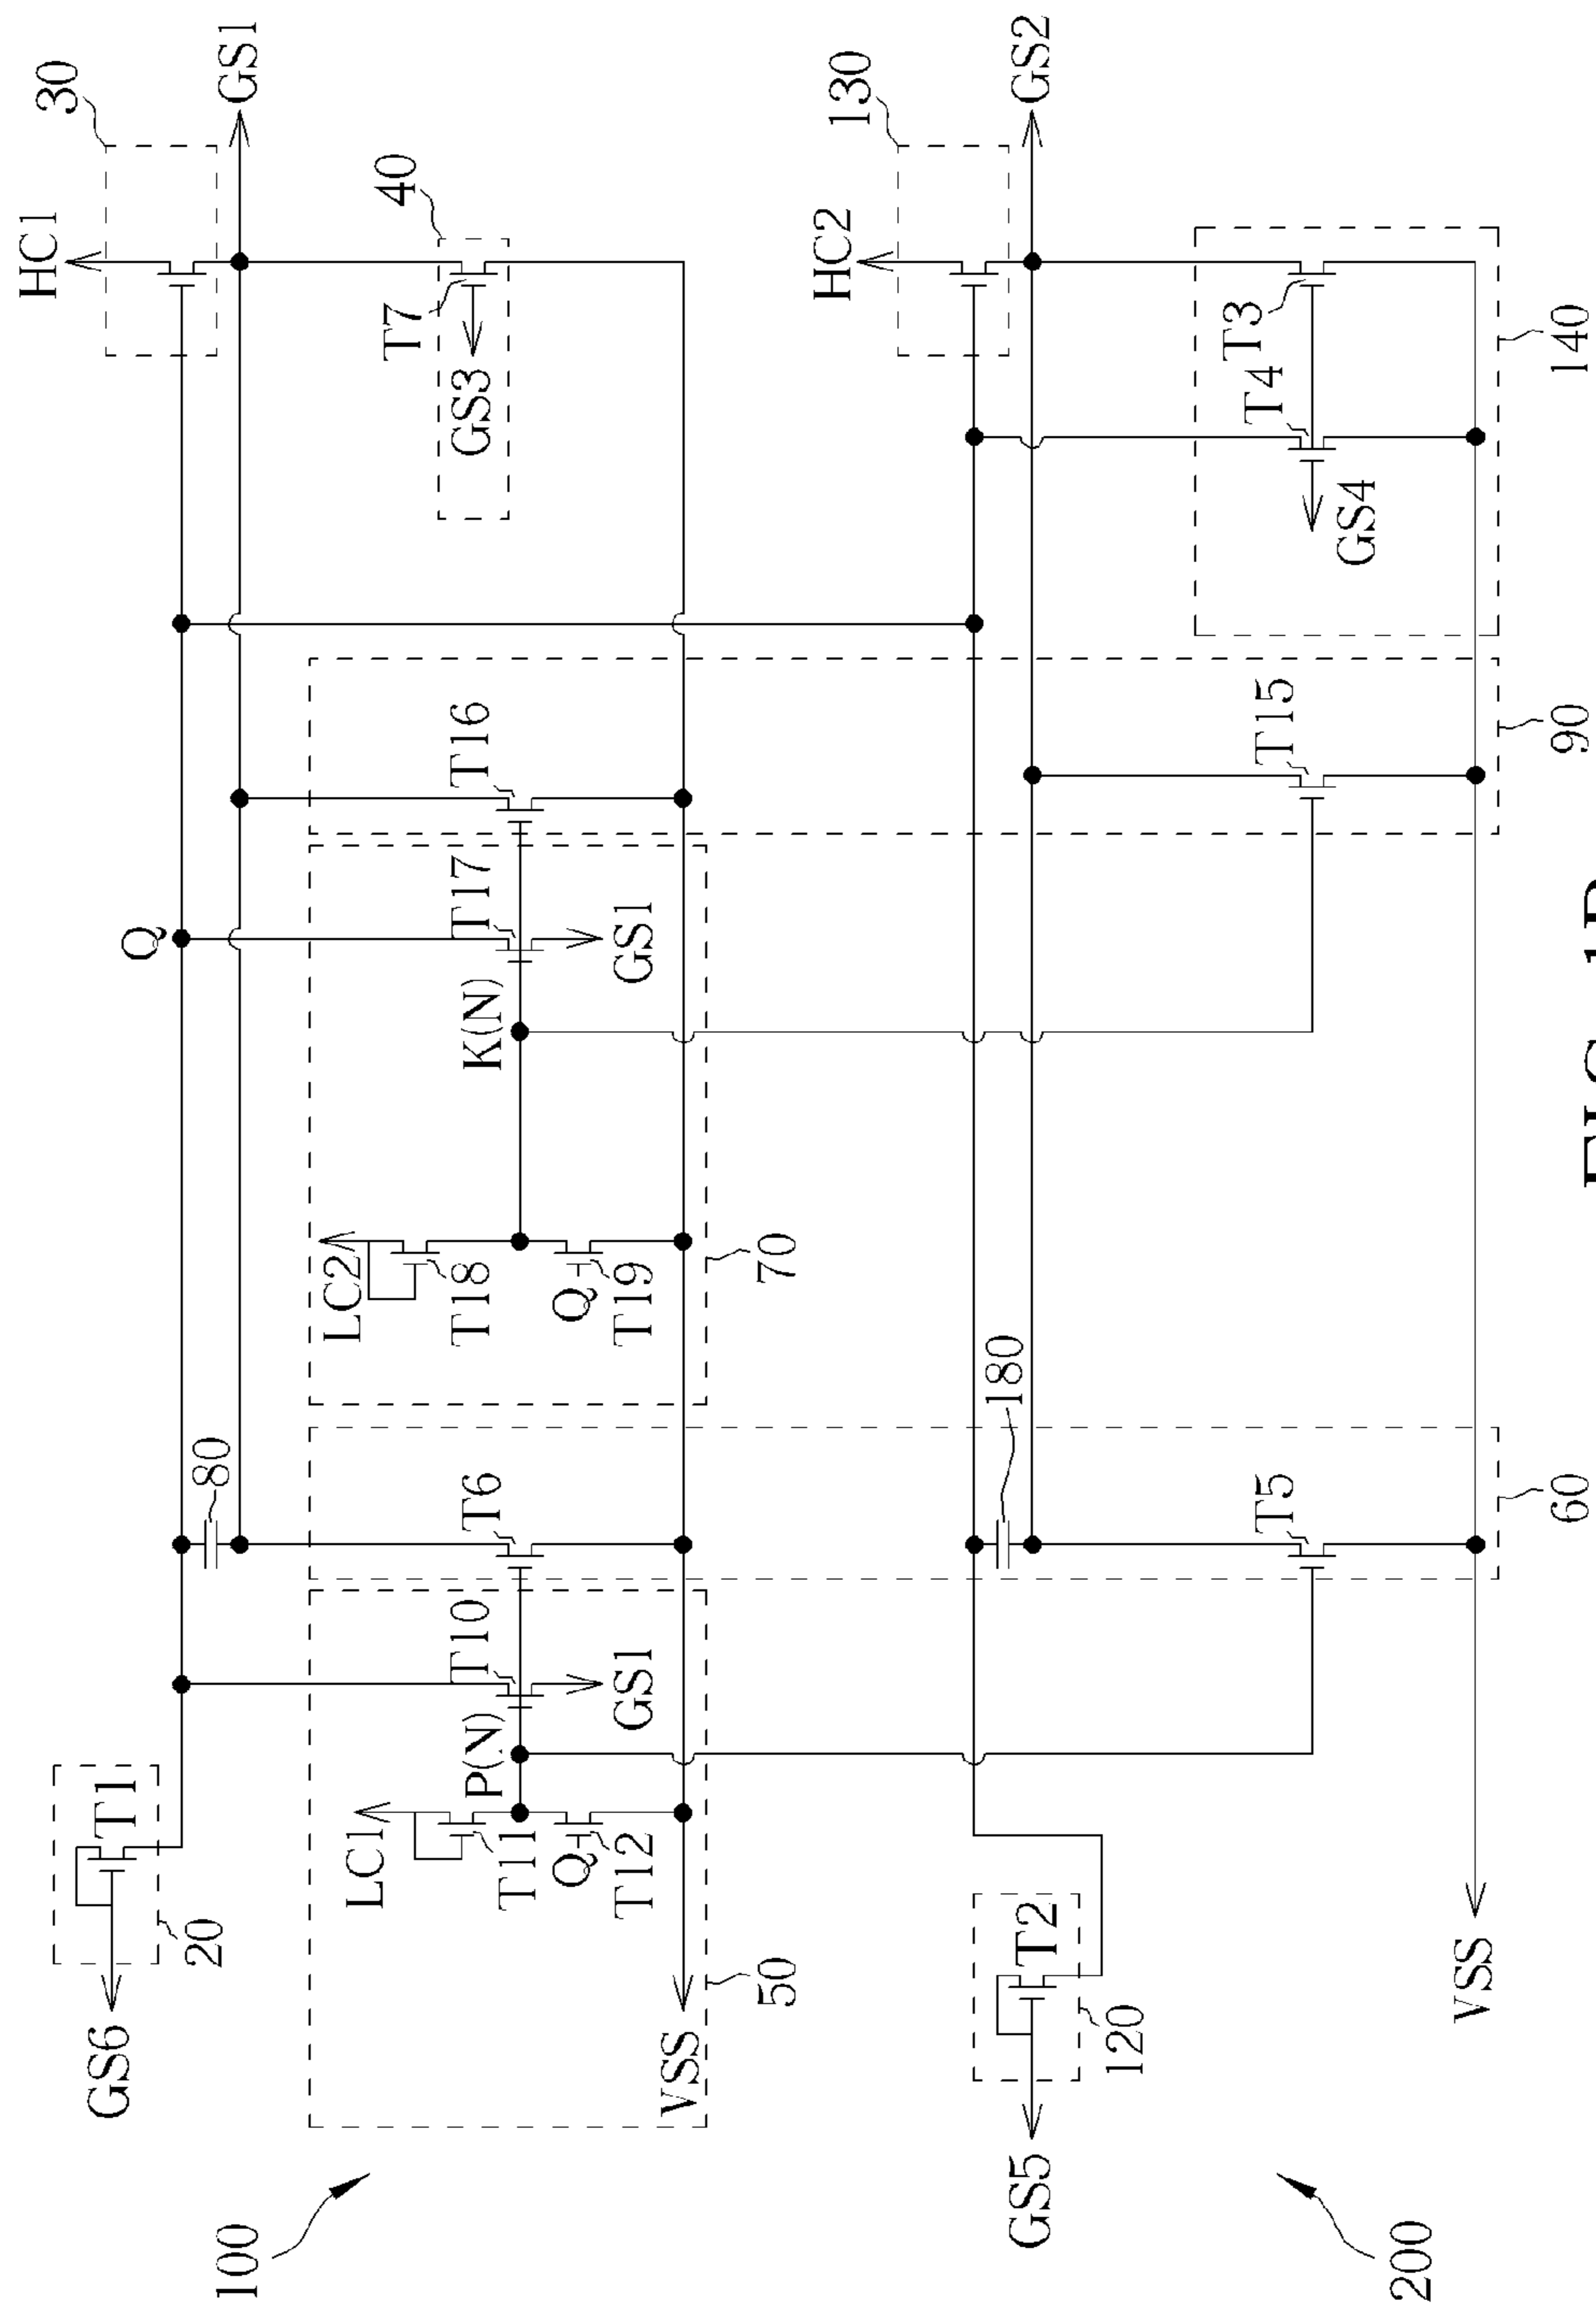 HC1
30
GS6
T1
Q
20
80
GS1
100
LC1
LC2
T7
40
P(N)
T10
T6
K(N)
T17
T16
GS3
T11
T18
Q
Q
T12
GS1
T19
GS1
VSS
50
70
HC2
130
180
GS5
T2
GS2
120
T5
T15
T4
T3
GS4
200
VSS
60
90
140